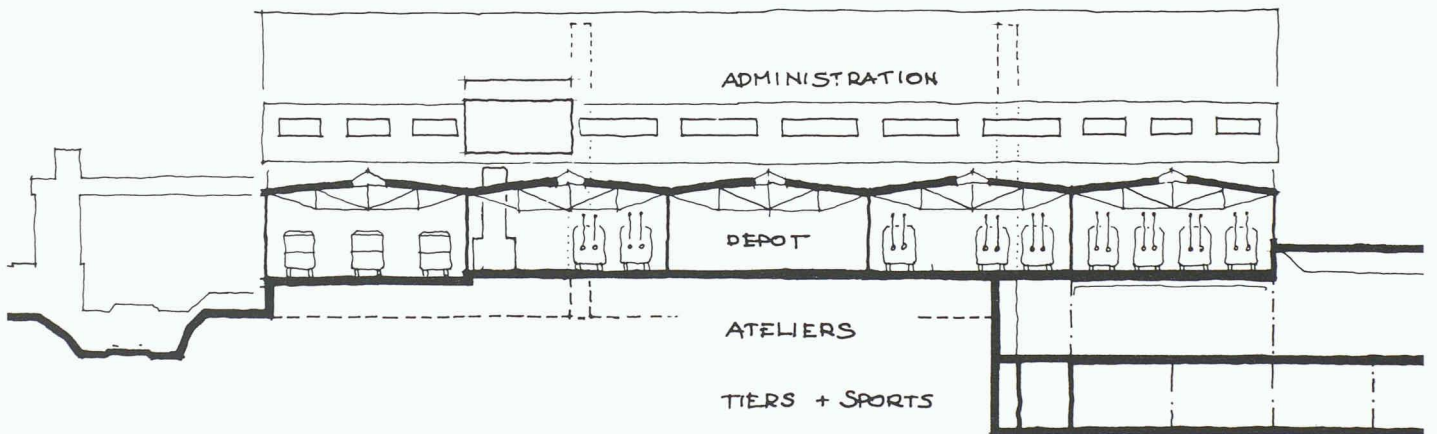 ADMINISTRATION
DEPOT
ATELIERS
TIERS + SPORTS